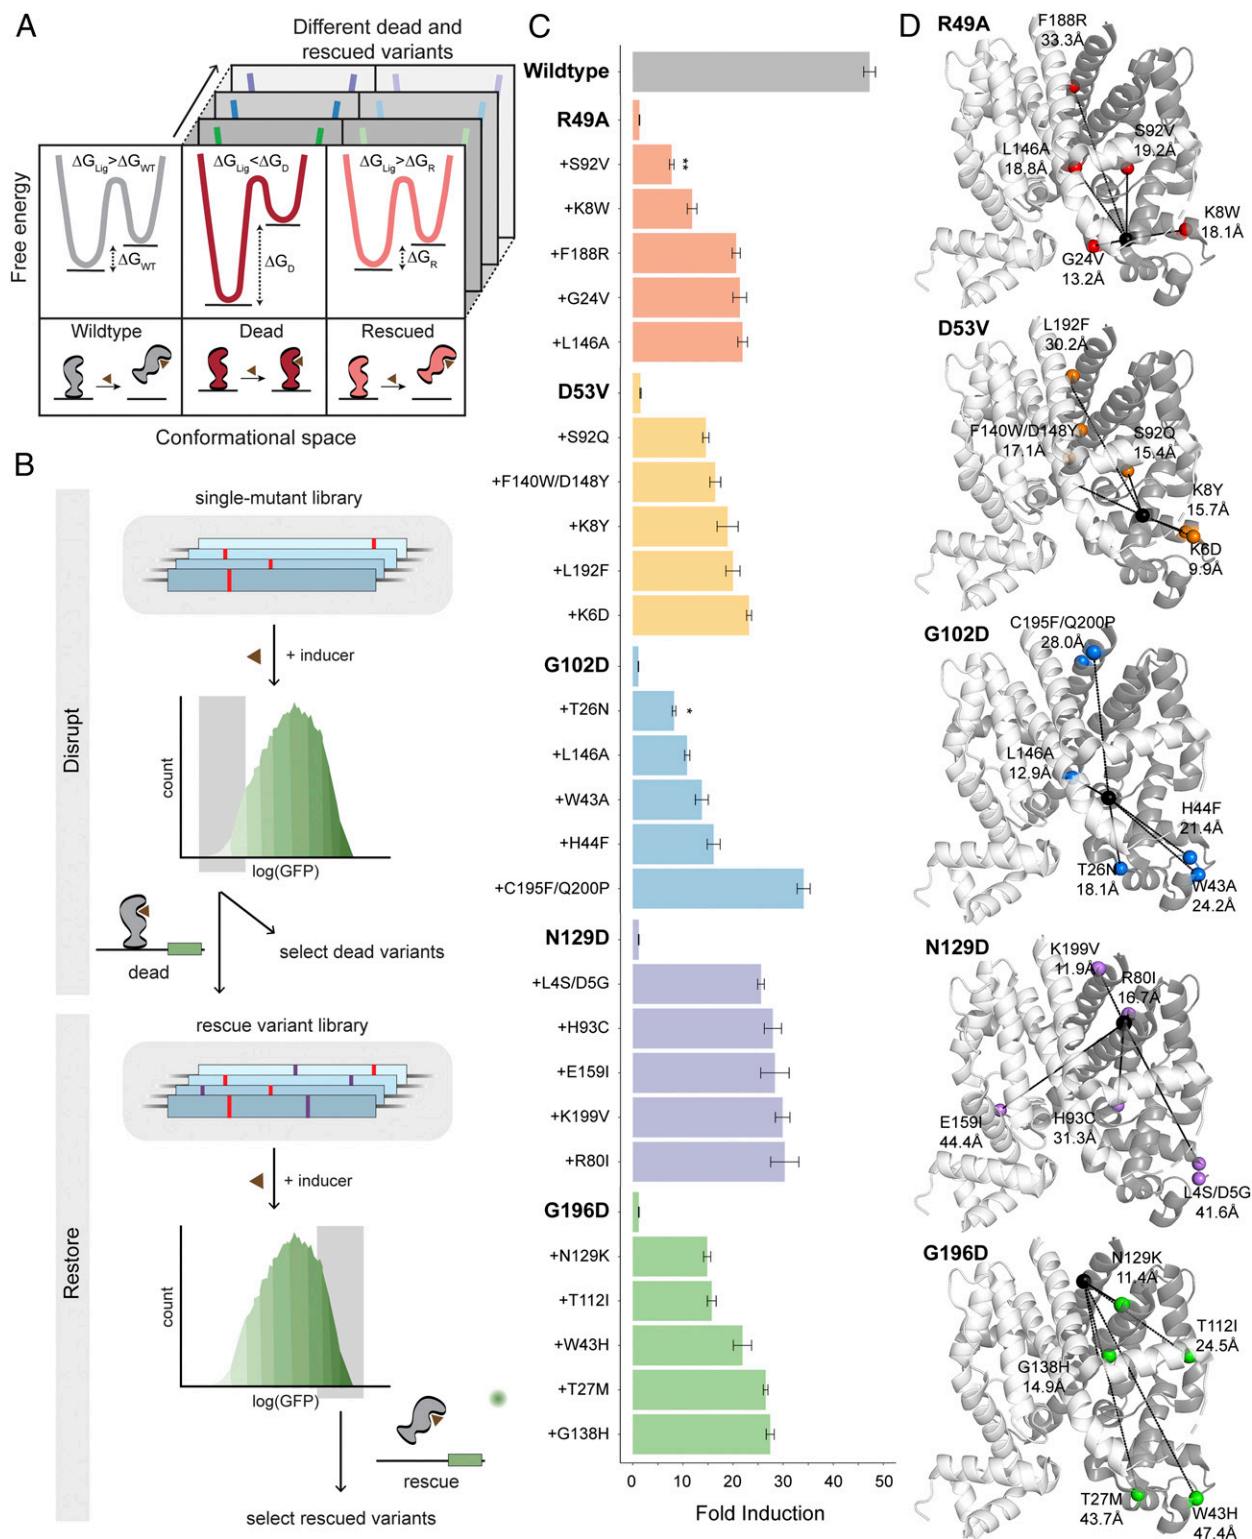 A
Different dead and
rescued variants
Free energy
ΔG_Lig>ΔG_WT
ΔG_Lig<ΔG_D
ΔG_Lig>ΔG_R
ΔG_WT
ΔG_D
ΔG_R
Wildtype
Dead
Rescued
Conformational space
B
Disrupt
single-mutant library
+ inducer
count
log(GFP)
dead
select dead variants
Restore
rescue variant library
+ inducer
count
log(GFP)
rescue
select rescued variants
C
Wildtype
R49A
+S92V
**
+K8W
+F188R
+G24V
+L146A
D53V
+S92Q
+F140W/D148Y
+K8Y
+L192F
+K6D
G102D
+T26N
*
+L146A
+W43A
+H44F
+C195F/Q200P
N129D
+L4S/D5G
+H93C
+E159I
+K199V
+R80I
G196D
+N129K
+T112I
+W43H
+T27M
+G138H
0 10 20 30 40
Fold Induction
D
R49A
F188R
33.3Å
S92V
19.2Å
L146A
18.8Å
K8W
18.1Å
G24V
13.2Å
D53V
L192F
30.2Å
F140W/D148Y
17.1Å
S92Q
15.4Å
K8Y
15.7Å
K6D
9.9Å
G102D
C195F/Q200P
28.0Å
L146A
12.9Å
H44F
21.4Å
T26N
18.1Å
W43A
24.2Å
N129D
K199V
11.9Å
R80I
16.7Å
E159I
44.4Å
H93C
31.3Å
L4S/D5G
41.6Å
G196D
N129K
11.4Å
T112I
24.5Å
G138H
14.9Å
T27M
43.7Å
W43H
47.4Å